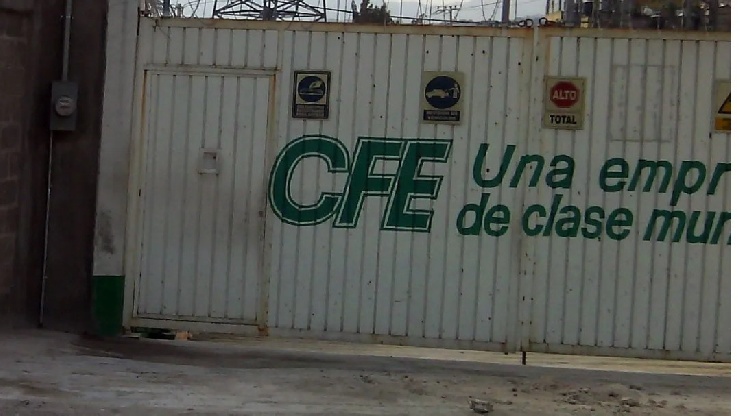 ALTO
TOTAL
CFE
Una empr
de clase mun